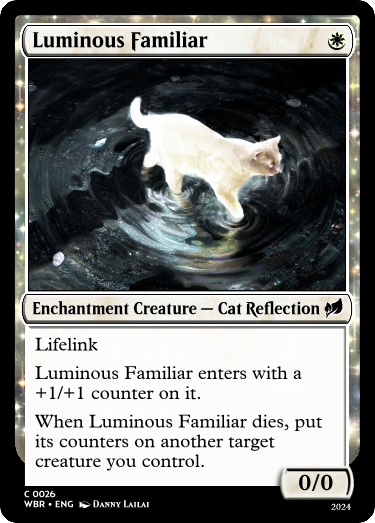 Luminous Familiar
Enchantment Creature — Cat Reflection
Lifelink
Luminous Familiar enters with a
+1/+1 counter on it.
When Luminous Familiar dies, put
its counters on another target
creature you control.
0/0
C 0026
WBR • ENG Danny Lailai
2024